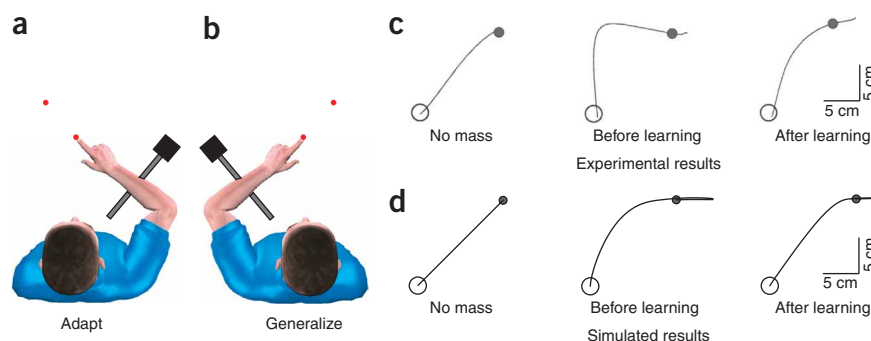 a
b
c
No mass
Before learning
After learning
5 cm
5 cm
Experimental results
d
No mass
Before learning
After learning
5 cm
5 cm
Simulated results
Adapt
Generalize